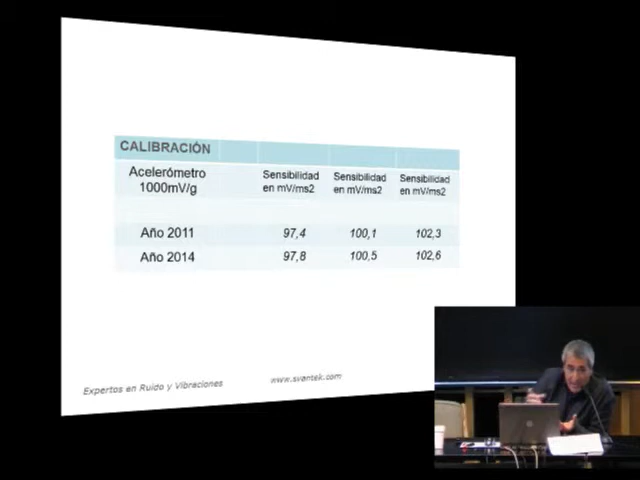 CALIBRACIÓN
Acelerómetro
1000mV/g
Sensibilidad
en mV/ms2
Sensibilidad
en mV/ms2
Sensibilidad
en mV/ms2
Año 2011 97,4 100,1 102,3
Año 2014 97,8 100,5 102,6
Expertos en Ruido y Vibraciones
www.svantek.com